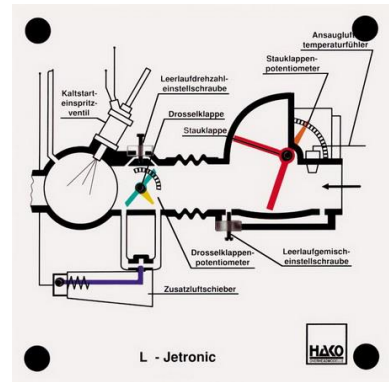 Ansaugluft-
temperaturfühler
Stauklappen-
potentiometer
Leerlaufdrehzahl-
einstellschraube
Kaltstart-
einspritz-
ventil
Drosselklappe
Stauklappe
Drosselklappen-
potentiometer
Leerlaufgemisch-
einstellschraube
Zusatzluftschieber
L - Jetronic
HAKO